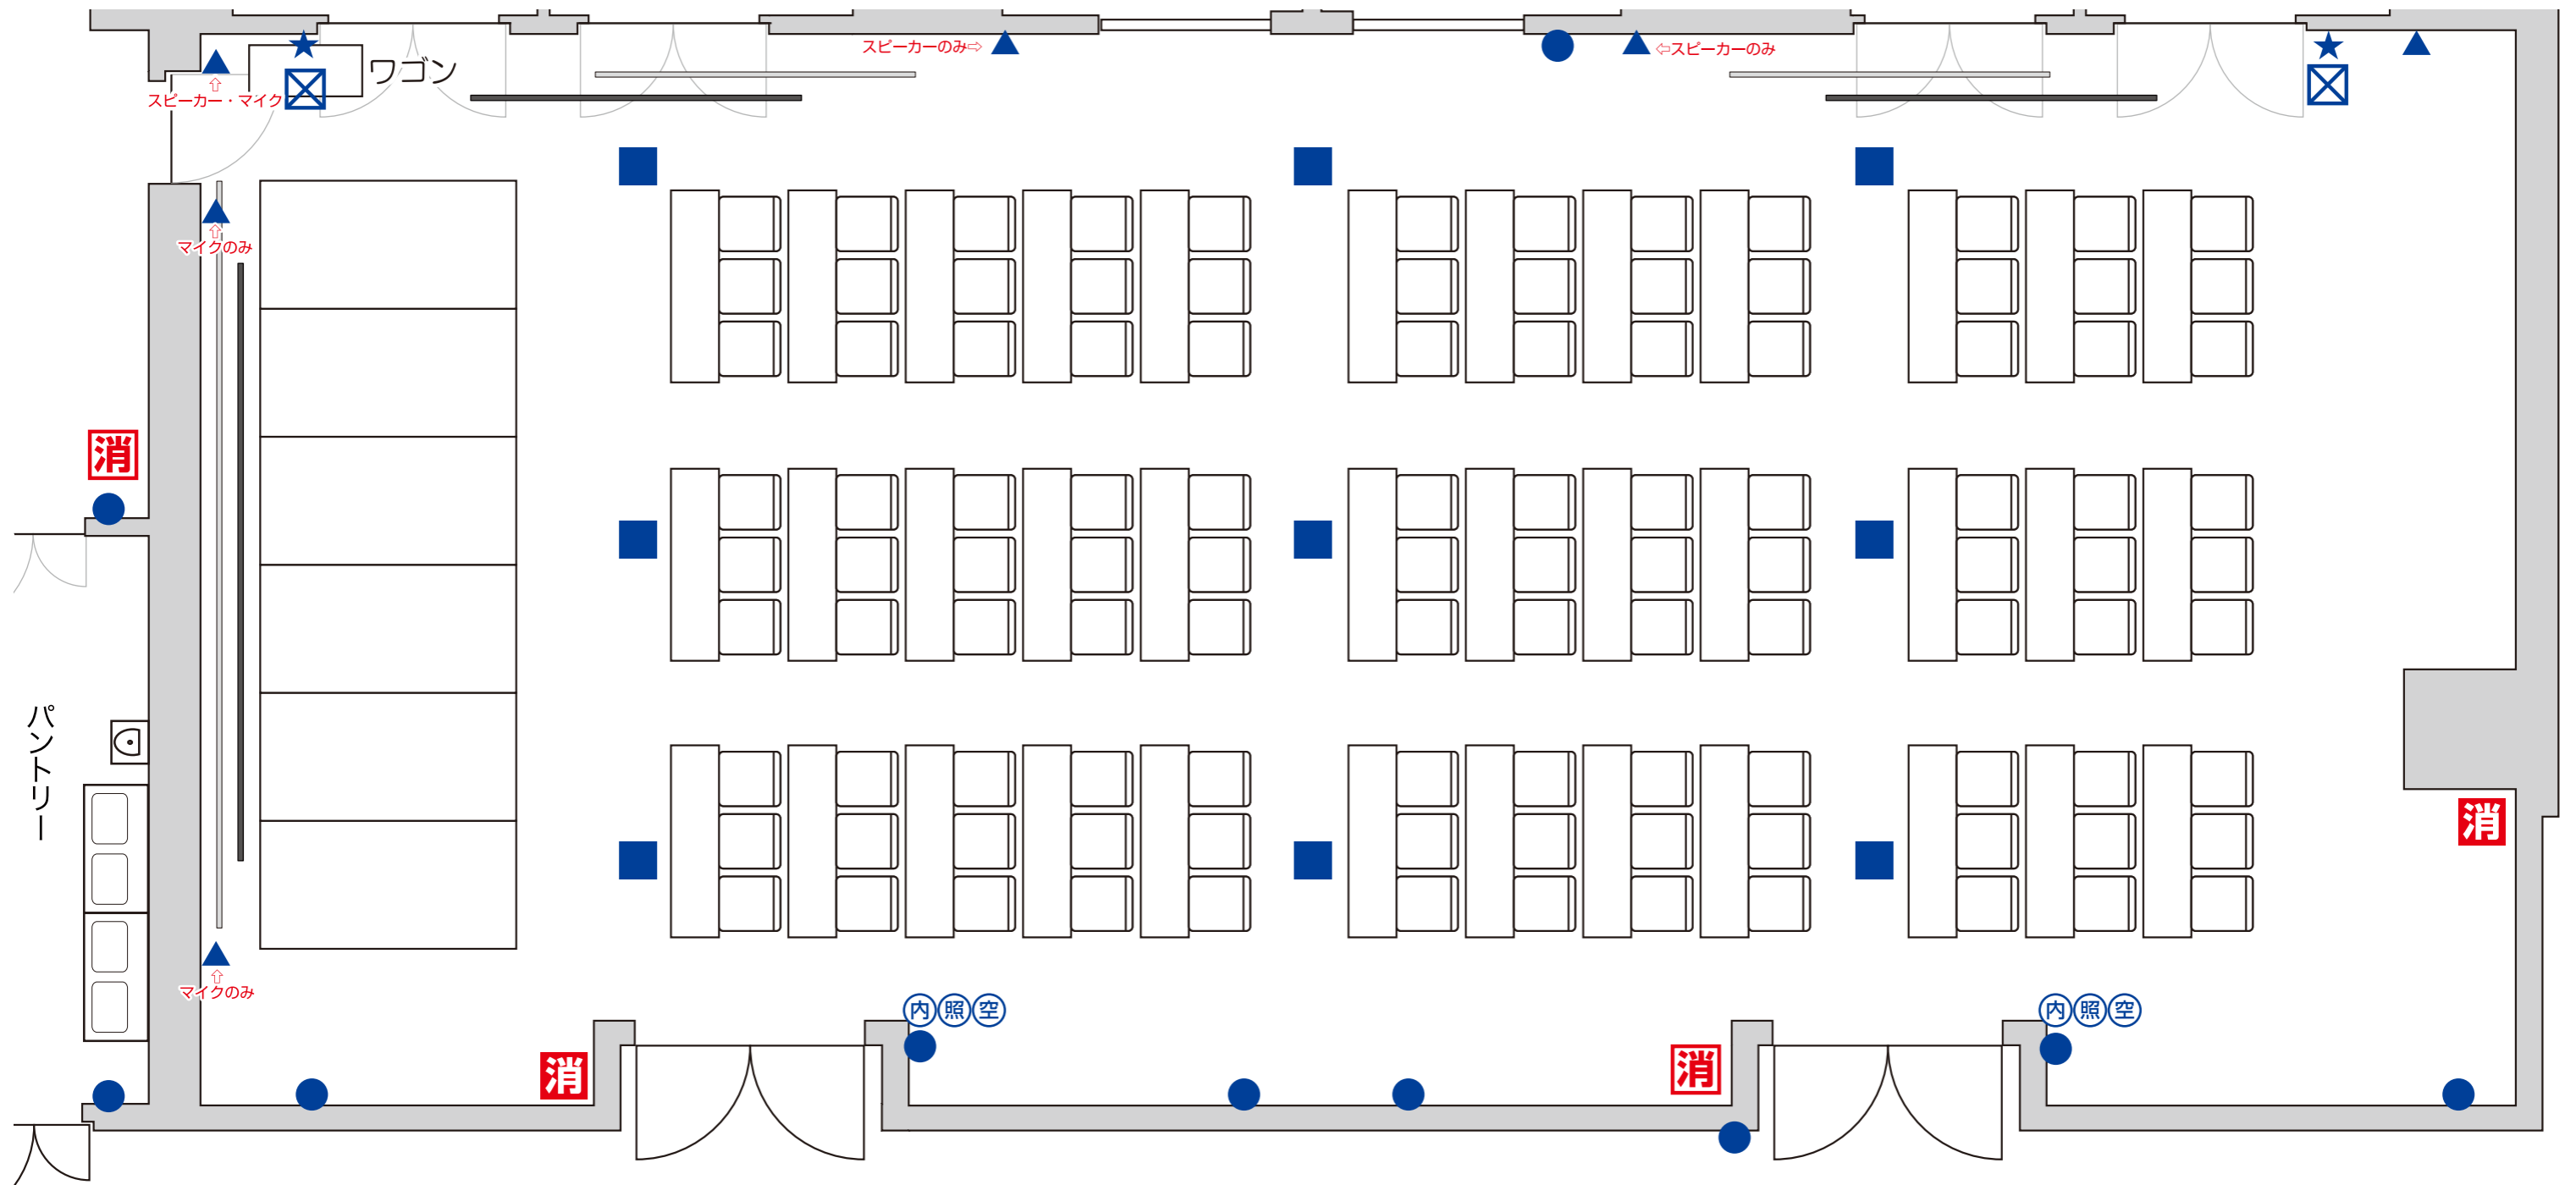 スピーカーのみ⇨
⇦スピーカーのみ
ワゴン
⇧
スピーカー・マイク
⇧
マイクのみ
消
パントリー
消
⇧
マイクのみ
内照空
内照空
消
消